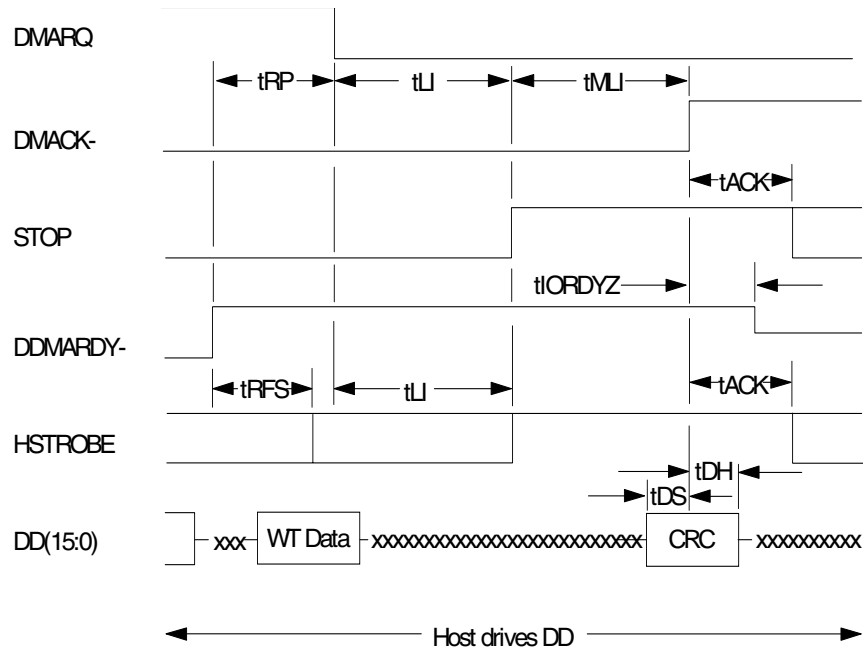 DMARQ
tRP
tLI
tMLI
DMACK-
tACK
STOP
tIORDYZ
DDMARDY-
tRFS
tLI
tACK
HSTROBE
tDH
tDS
DD(15:0)
xxx
WT Data
xxxxxxxxxxxxxxxxxxxxxxxxxx
CRC
xxxxxxxxxx
Host drives DD